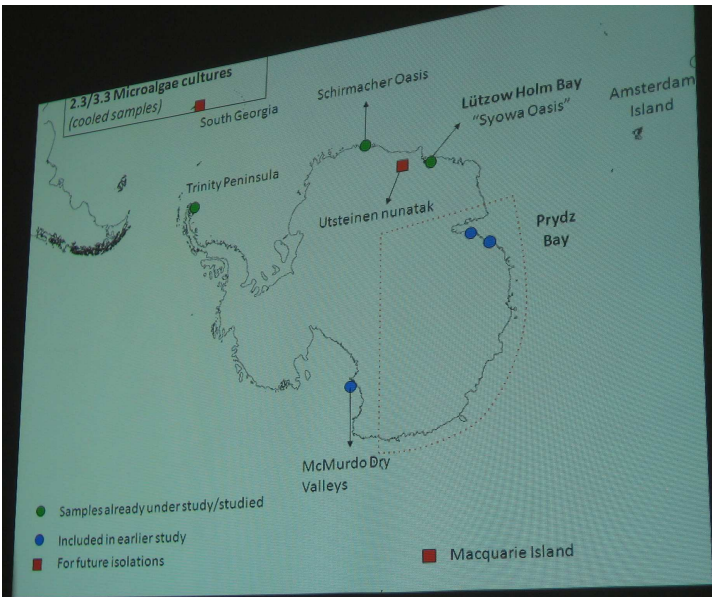 2.3/3.3 Microalgae cultures
(cooled samples)
South Georgia
Schirmacher Oasis
Lützow Holm Bay
"Syowa Oasis"
Amsterdam
Island
Trinity Peninsula
Utsteinen nunatak
Prydz
Bay
McMurdo Dry
Valleys
Samples already under study/studied
Included in earlier study
For future isolations
Macquarie Island